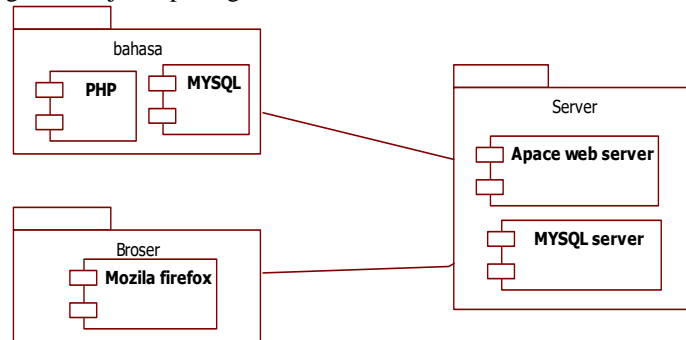 bahasa
PHP
MYSQL
Server
Apace web server
MYSQL server
Broser
Mozila firefox